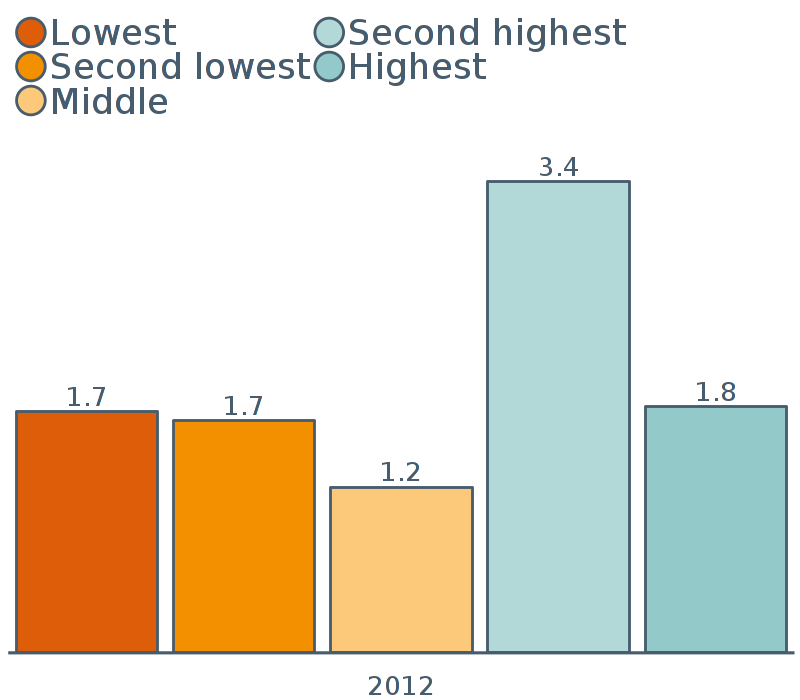 Lowest
Second lowest
Middle
Second highest
Highest
3.4
1.7
1.7
1.8
1.2
2012